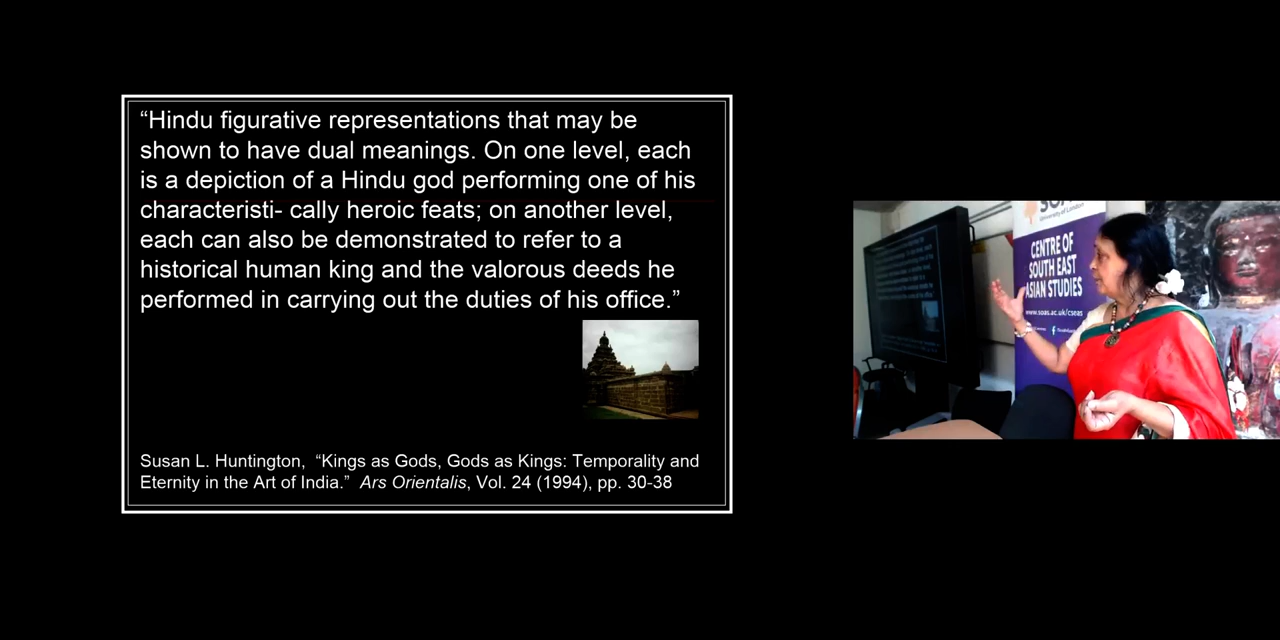 “Hindu figurative representations that may be
shown to have dual meanings. On one level, each
is a depiction of a Hindu god performing one of his
characteristi- cally heroic feats; on another level,
each can also be demonstrated to refer to a
historical human king and the valorous deeds he
performed in carrying out the duties of his office.”
Susan L. Huntington,  “Kings as Gods, Gods as Kings: Temporality and
Eternity in the Art of India.”  Ars Orientalis, Vol. 24 (1994), pp. 30-38
University of London
CENTRE OF
SOUTH EAST
ASIAN STUDIES
www.soas.ac.uk/cseas